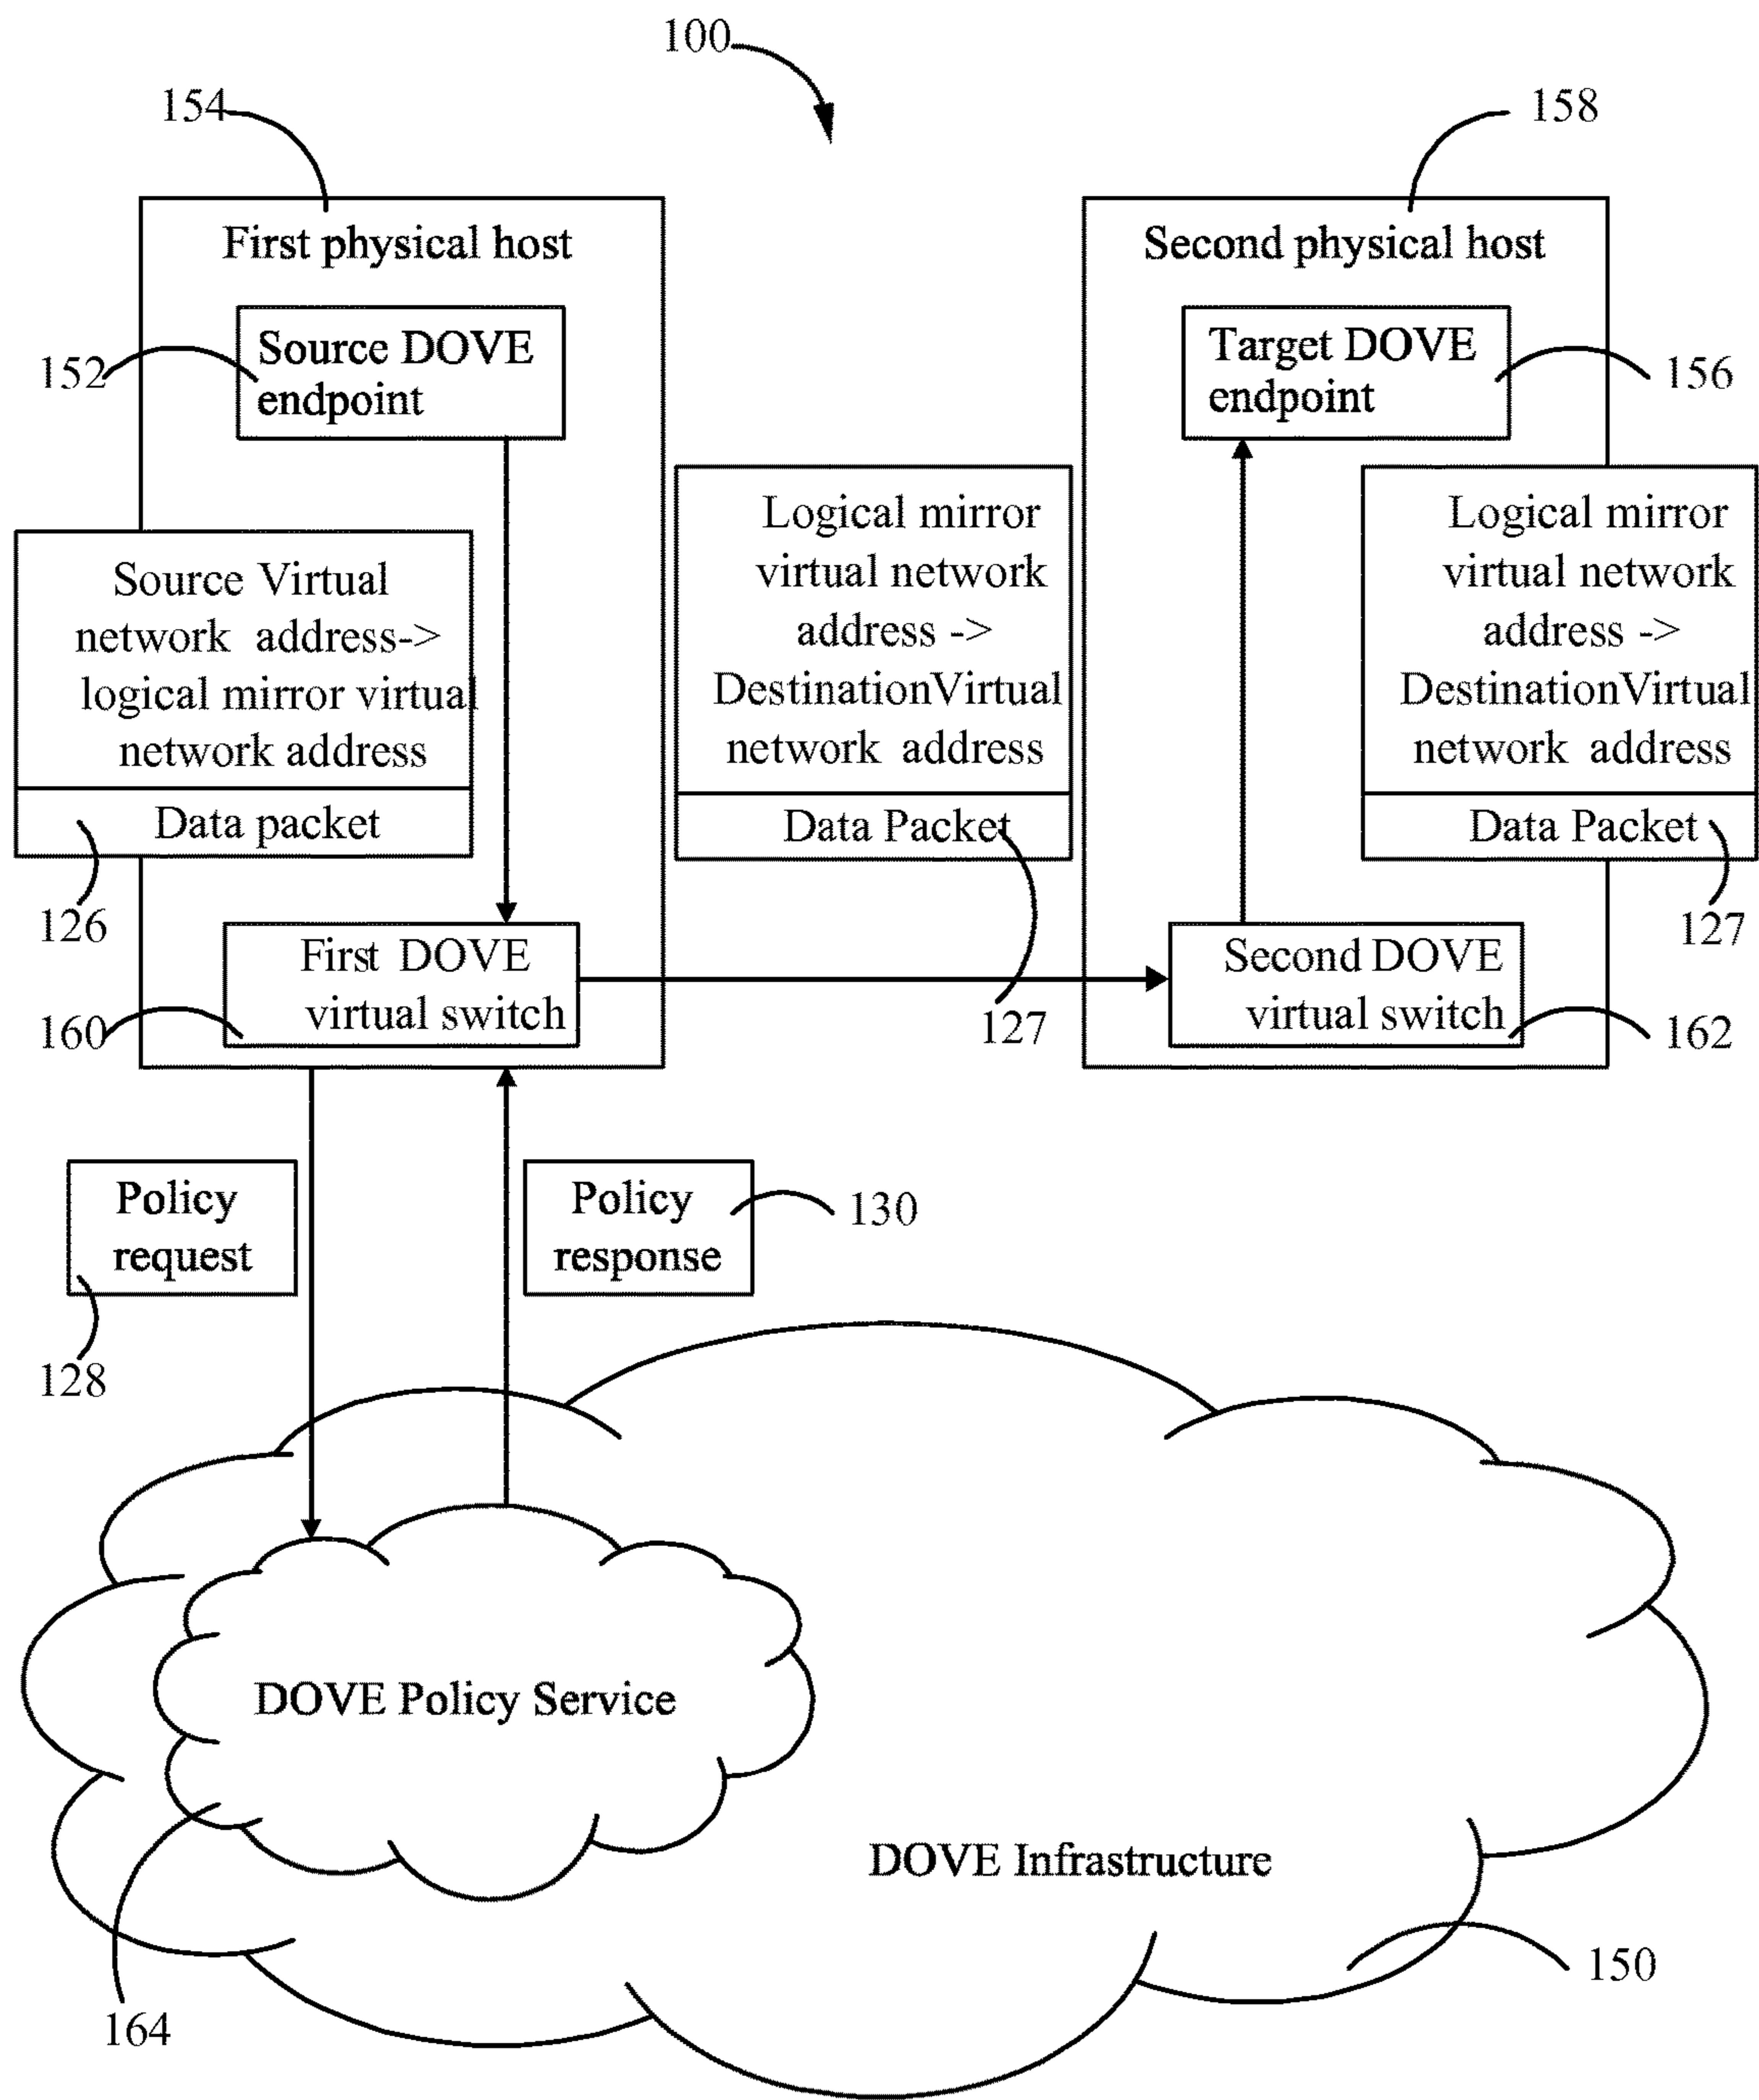 100
154
158
First physical host
Second physical host
Source DOVE
endpoint
152
Target DOVE
endpoint
156
Source Virtual
network address->
logical mirror virtual
network address
Data packet
126
Logical mirror
virtual network
address ->
DestinationVirtual
network address
Data Packet
127
Logical mirror
virtual network
address ->
DestinationVirtual
network address
Data Packet
127
First DOVE
virtual switch
160
Second DOVE
virtual switch
162
Policy
request
128
Policy
response
130
DOVE Policy Service
DOVE Infrastructure
150
164